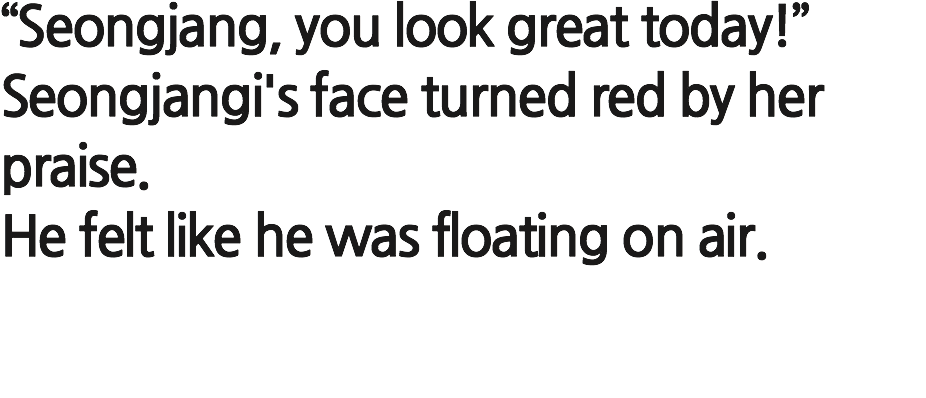 “Seongjang, you look great today!”
Seongjangi's face turned red by her
praise.
He felt like he was floating on air.